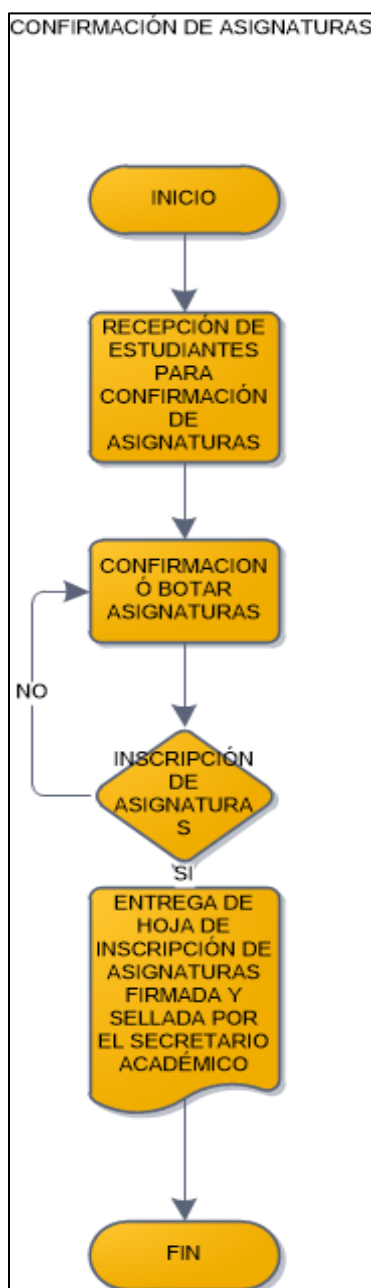 CONFIRMACIÓN DE ASIGNATURAS
INICIO
RECEPCIÓN DE
ESTUDIANTES
PARA
CONFIRMACIÓN
DE
ASIGNATURAS
CONFIRMACION
Ó BOTAR
ASIGNATURAS
NO
INSCRIPCIÓN
DE
ASIGNATURA
S
SI
ENTREGA DE
HOJA DE
INSCRIPCIÓN DE
ASIGNATURAS
FIRMADA Y
SELLADA POR
EL SECRETARIO
ACADÉMICO
FIN